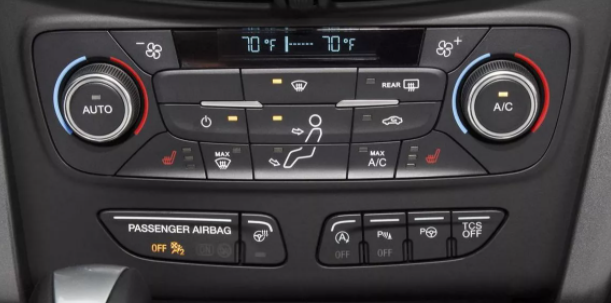 70 °F 70 °F
REAR
AUTO
A/C
MAX
MAX
A/C
PASSENGER AIRBAG
OFF
A
OFF
P
OFF
P
TCS
OFF